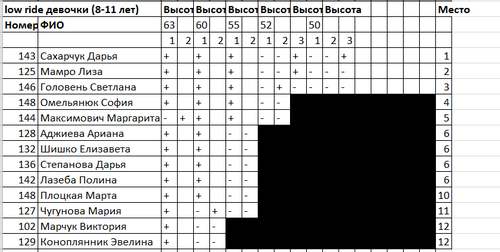 low ride девочки (8-11 лет) Высот Высот Высот Высот Высот Высота Место
Номер ФИО 63 60 55 52 50
1 2 1 2 1 2 1 2 3 1 2 3
143 Сахарчук Дарья + + + - - + - - + 1
125 Мамро Лиза + + + - - + - - - 2
146 Головень Светлана + + + - + - - - 3
148 Омельянюк София + + + - - 4
144 Максимович Маргарита - + + + - - 5
128 Аджиева Ариана + + - - 6
132 Шишко Елизавета + + - - 6
136 Степанова Дарья + + - - 6
142 Лазеба Полина + + - - 6
148 Плоцкая Марта + + - - 10
127 Чугунова Мария + - + - - 11
102 Марчук Виктория + - - 12
129 Коноплянник Эвелина + - - 12